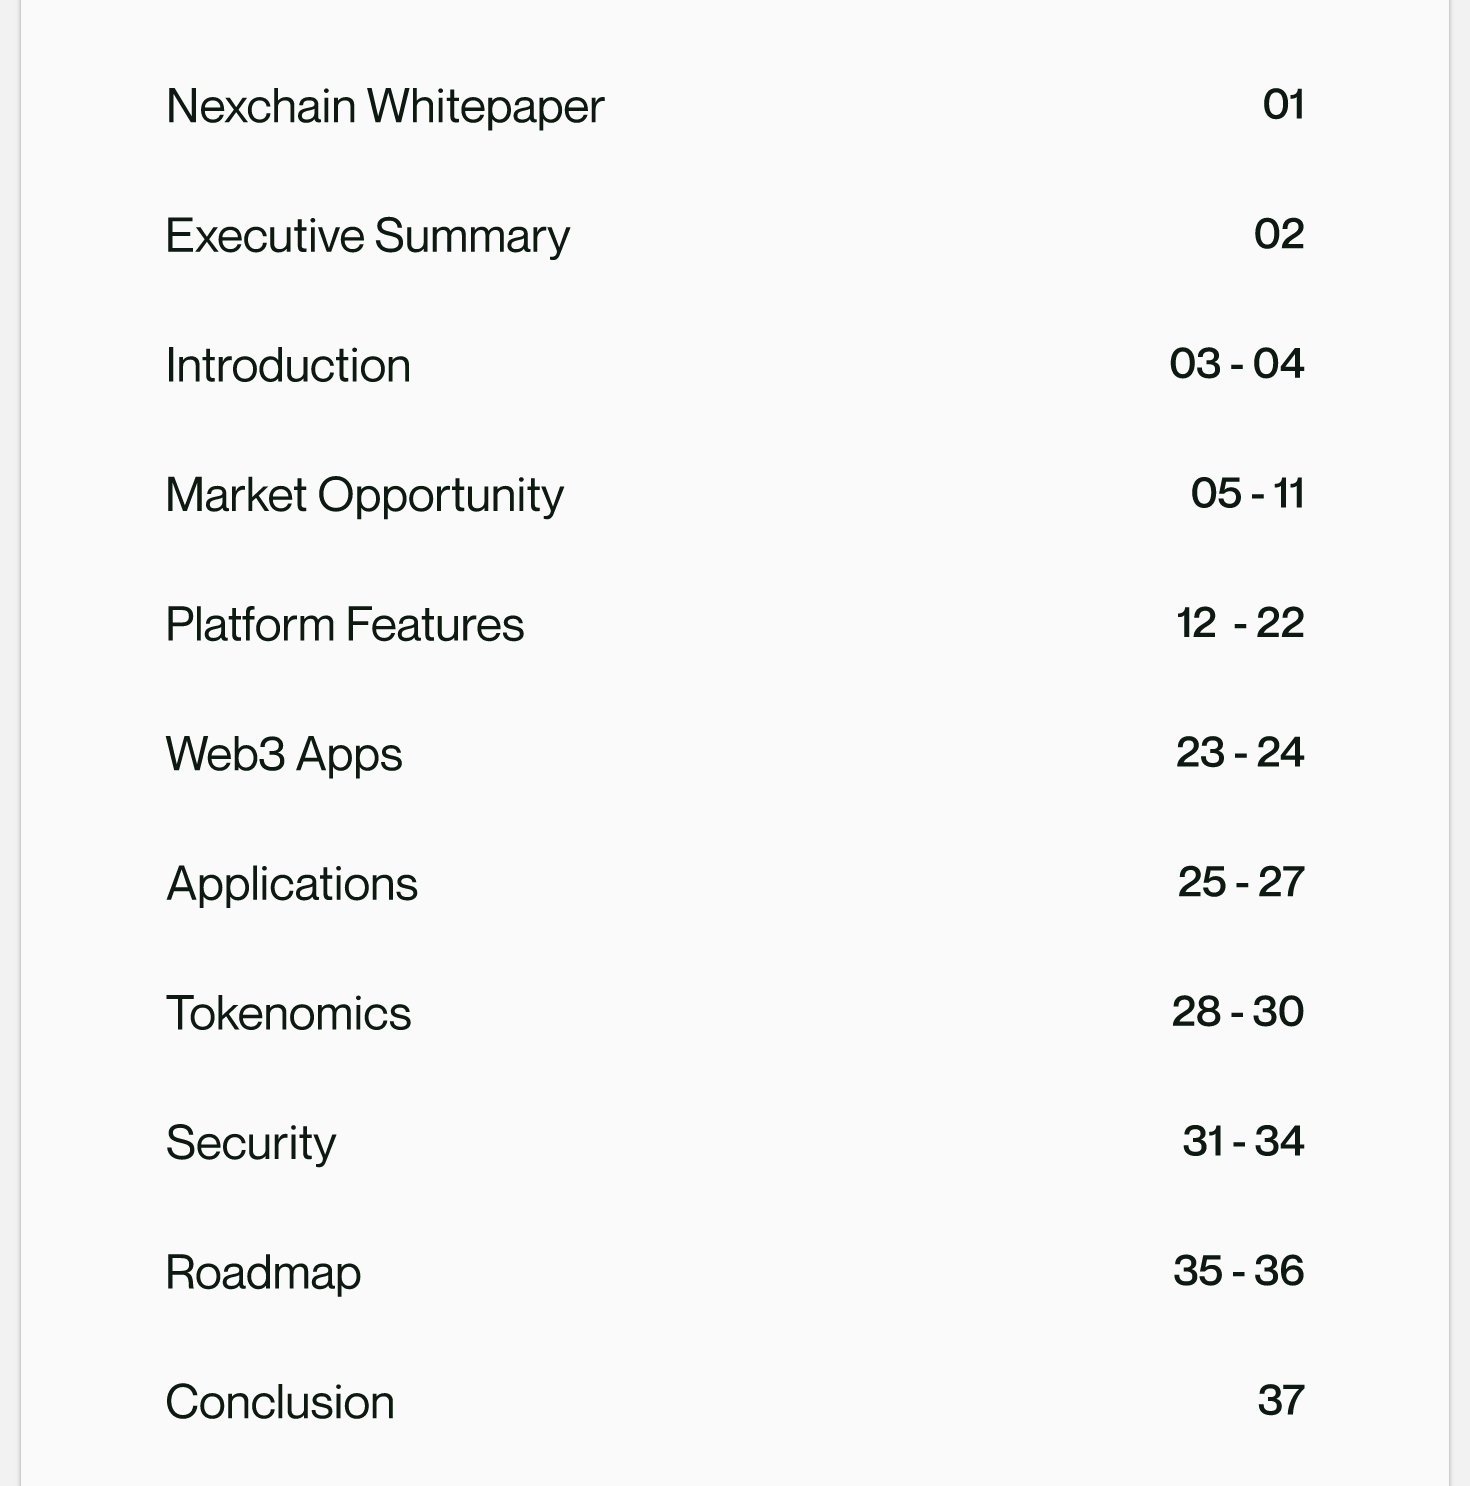 Nexchain Whitepaper 01
Executive Summary 02
Introduction 03 - 04
Market Opportunity 05 - 11
Platform Features 12 - 22
Web3 Apps 23 - 24
Applications 25 - 27
Tokenomics 28 - 30
Security 31 - 34
Roadmap 35 - 36
Conclusion 37